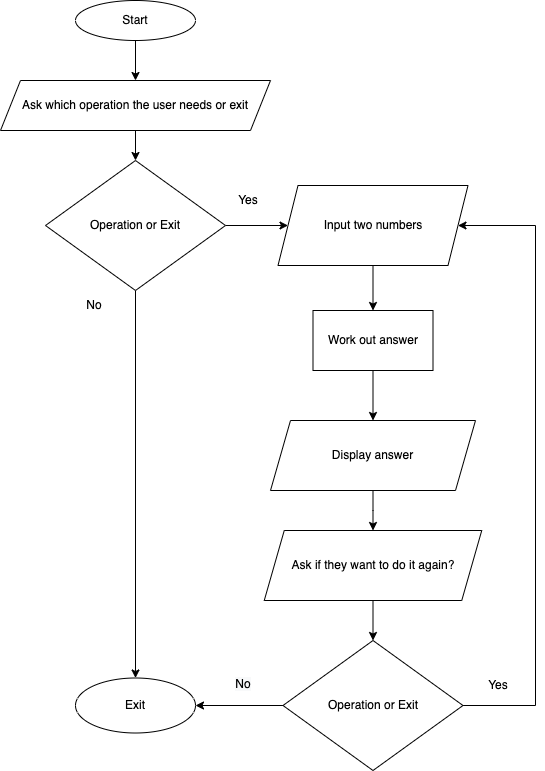 Start
Ask which operation the user needs or exit
Operation or Exit
Yes
Input two numbers
No
Work out answer
Display answer
Ask if they want to do it again?
Operation or Exit
No
Yes
Exit